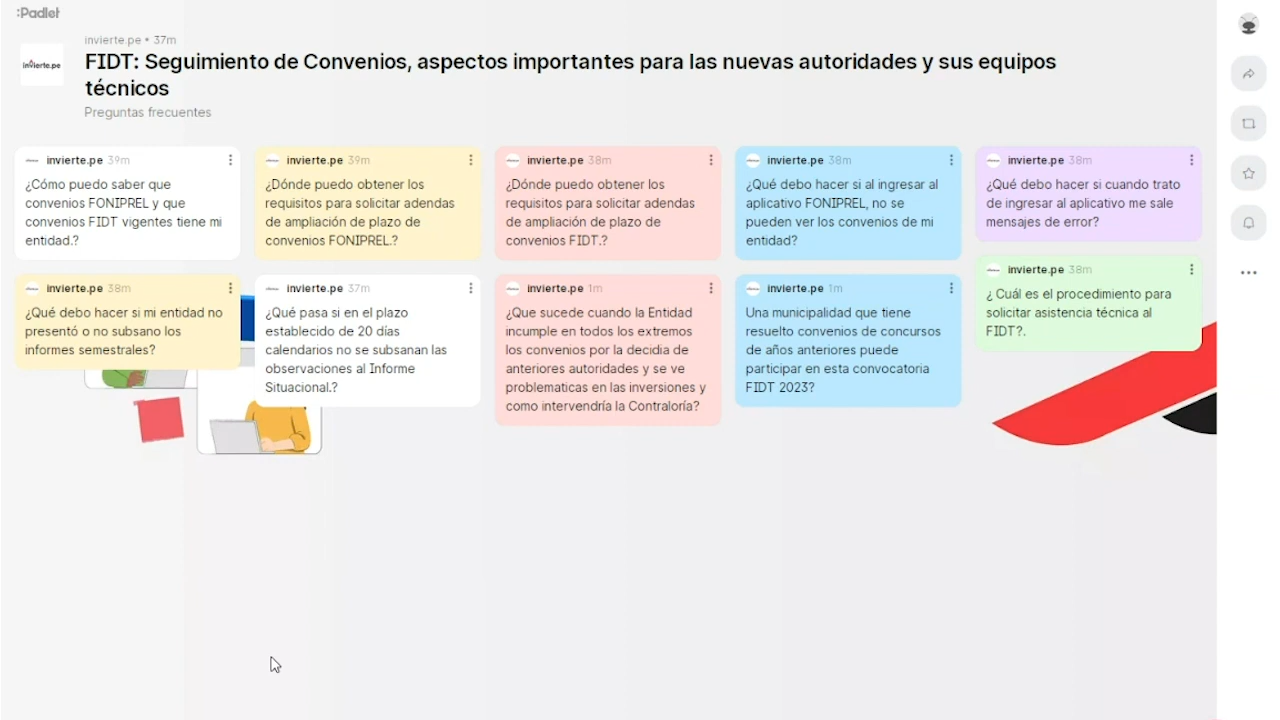 :Padlet
invierte.pe • 37m
invierte.pe
FIDT: Seguimiento de Convenios, aspectos importantes para las nuevas autoridades y sus equipos
técnicos
Preguntas frecuentes
invierte.pe 39m
¿Cómo puedo saber que
convenios FONIPREL y que
convenios FIDT vigentes tiene mi
entidad.?
invierte.pe 39m
¿Dónde puedo obtener los
requisitos para solicitar adendas
de ampliación de plazo de
convenios FONIPREL.?
invierte.pe 38m
¿Dónde puedo obtener los
requisitos para solicitar adendas
de ampliación de plazo de
convenios FIDT.?
invierte.pe 38m
¿Qué debo hacer si al ingresar al
aplicativo FONIPREL, no se
pueden ver los convenios de mi
entidad?
invierte.pe 38m
¿Qué debo hacer si cuando trato
de ingresar al aplicativo me sale
mensajes de error?
invierte.pe 38m
¿Qué debo hacer si mi entidad no
presentó o no subsano los
informes semestrales?
invierte.pe 37m
¿Qué pasa si en el plazo
establecido de 20 días
calendarios no se subsanan las
observaciones al Informe
Situacional.?
invierte.pe 1m
¿Que sucede cuando la Entidad
incumple en todos los extremos
los convenios por la decidia de
anteriores autoridades y se ve
problematicas en las inversiones y
como intervendría la Contraloría?
invierte.pe 1m
Una municipalidad que tiene
resuelto convenios de concursos
de años anteriores puede
participar en esta convocatoria
FIDT 2023?
invierte.pe 38m
¿ Cuál es el procedimiento para
solicitar asistencia técnica al
FIDT?.